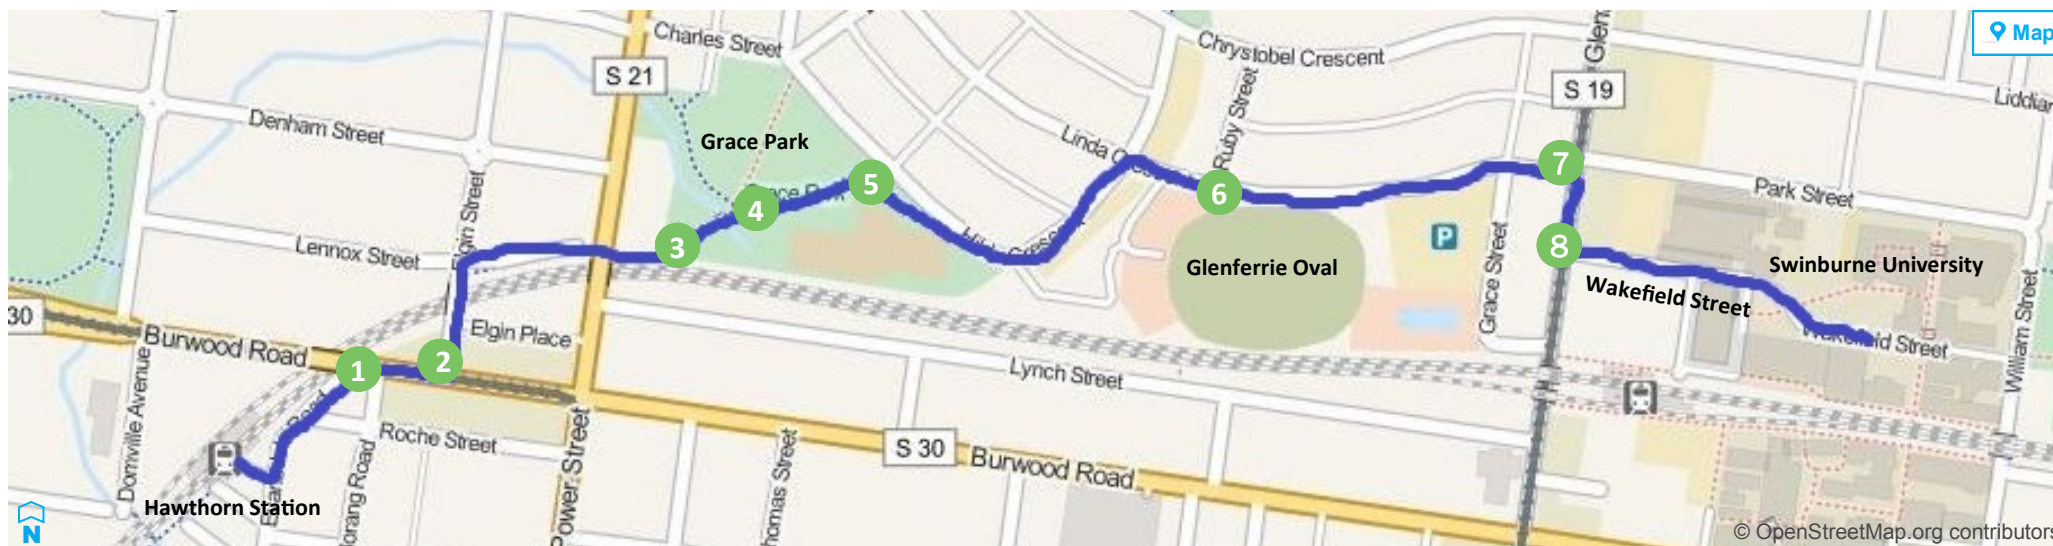 Map
Charles Street
Chrystobel Crescent
S 21
S 19
Denham Street
Grace Park
Ruby Street
Elgin Street
Park Street
Lennox Street
Grace Park
3
4
5
6
7
8
P
Glenferrie Oval
Swinburne University
Wakefield Street
Grace Street
30
Burwood Road
Elgin Place
1
2
Lynch Street
Wakefield Street
William Street
Domville Avenue
Roche Street
Power Street
S 30
Burwood Road
Hawthorn Station
N
© OpenStreetMap.org contributors